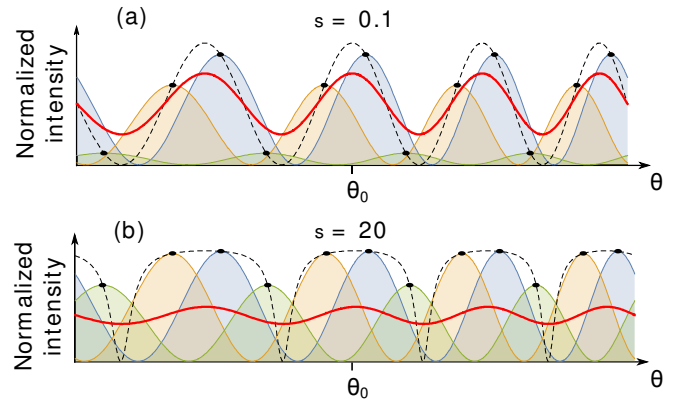 (a)
s = 0.1
Normalized
intensity
θ
θ₀
(b)
s = 20
Normalized
intensity
θ
θ₀